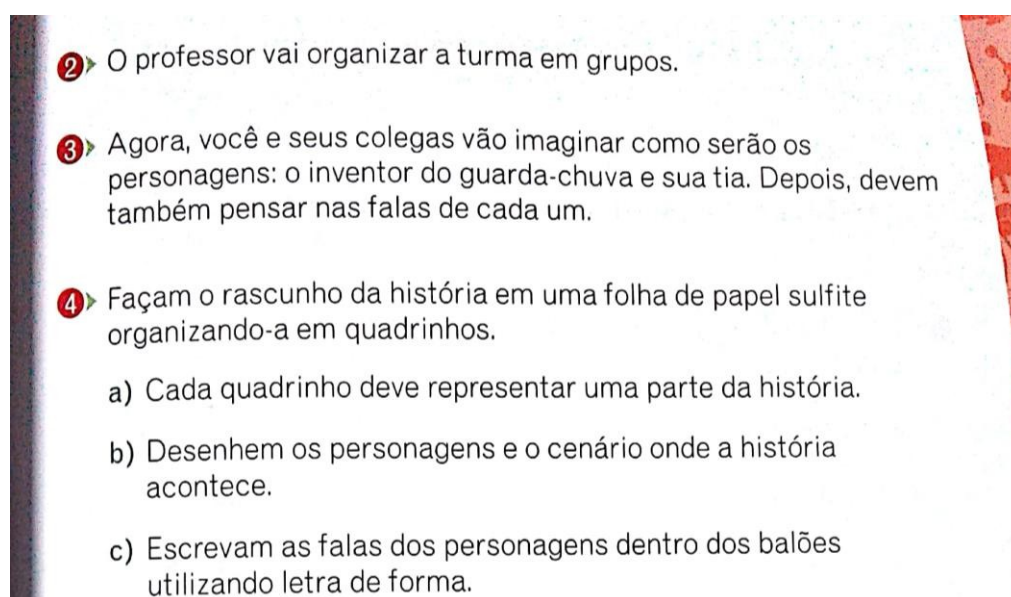 2 O professor vai organizar a turma em grupos.
3 Agora, você e seus colegas vão imaginar como serão os
personagens: o inventor do guarda-chuva e sua tia. Depois, devem
também pensar nas falas de cada um.
4 Façam o rascunho da história em uma folha de papel sulfite
organizando-a em quadrinhos.
a) Cada quadrinho deve representar uma parte da história.
b) Desenhem os personagens e o cenário onde a história
acontece.
c) Escrevam as falas dos personagens dentro dos balões
utilizando letra de forma.